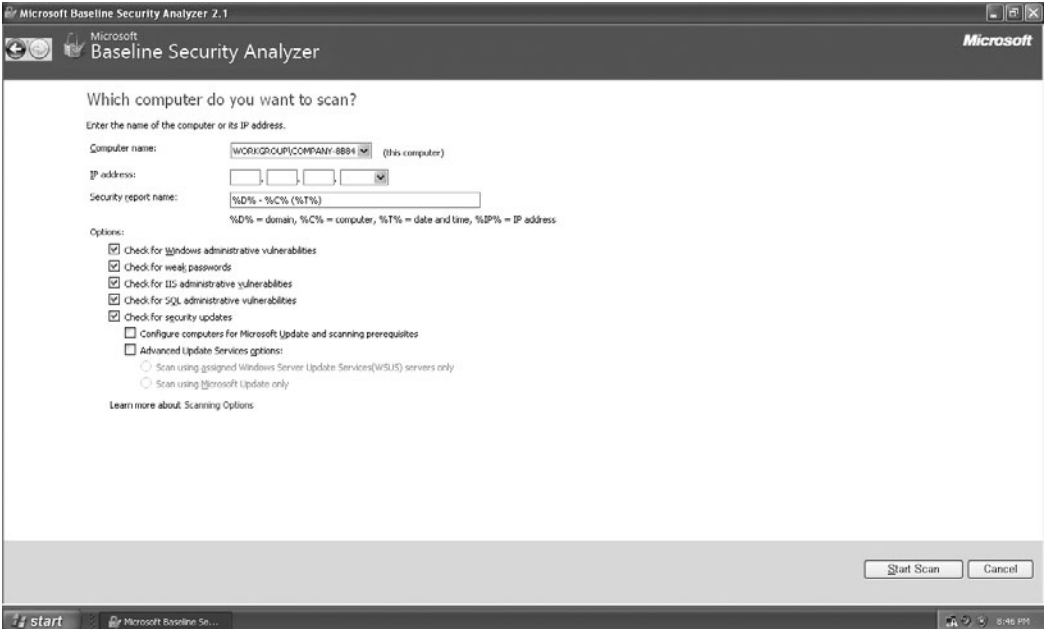 Microsoft Baseline Security Analyzer 2.1
Microsoft
Baseline Security Analyzer
Microsoft
Which computer do you want to scan?
Enter the name of the computer or its IP address.
Computer name: WORKGROUP\COMPANY-8B84 (this computer)
IP address: . . .
Security report name: %D% - %C% (%T%)
%D% = domain, %C% = computer, %T% = date and time, %IP% = IP address
Options:
Check for Windows administrative vulnerabilities
Check for weak passwords
Check for IIS administrative vulnerabilities
Check for SQL administrative vulnerabilities
Check for security updates
Configure computers for Microsoft Update and scanning prerequisites
Advanced Update Services options:
Scan using assigned Windows Server Update Services(WSUS) servers only
Scan using Microsoft Update only
Learn more about Scanning Options
Start Scan Cancel
start Microsoft Baseline Se... 8:46 PM